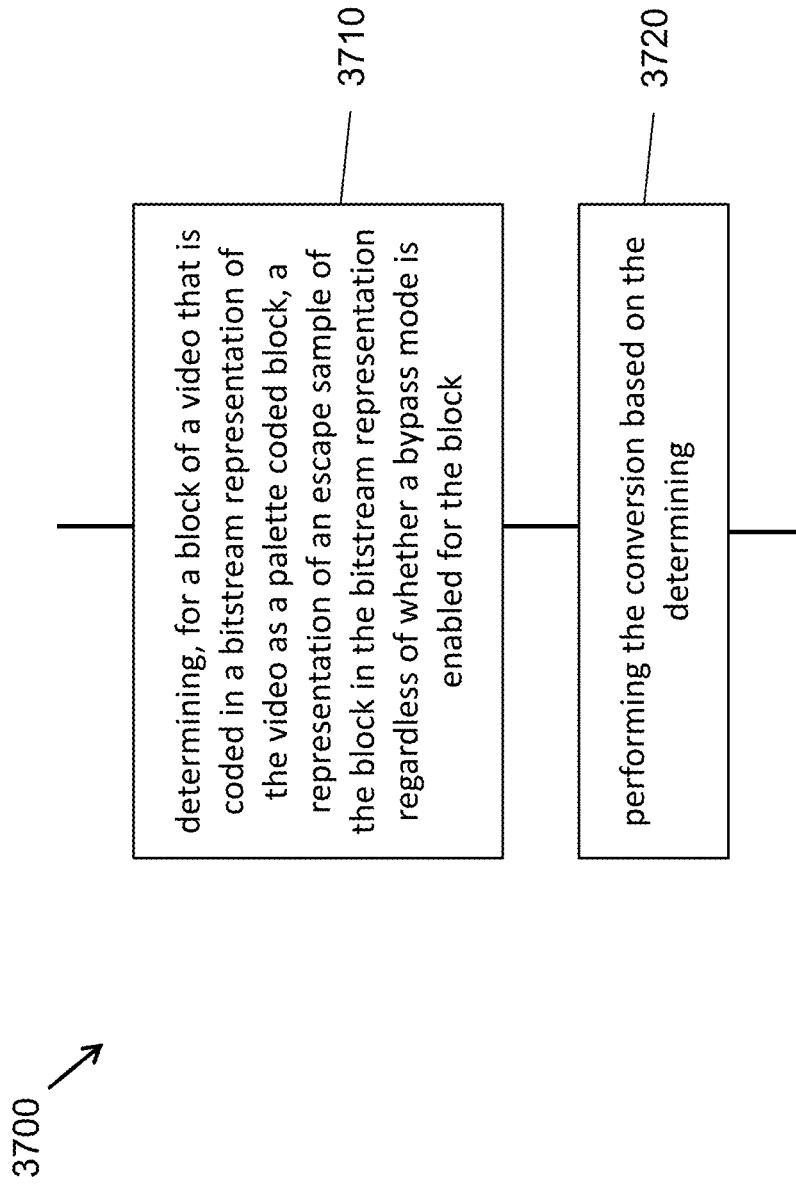 3700
determining, for a block of a video that is
coded in a bitstream representation of
the video as a palette coded block, a
representation of an escape sample of
the block in the bitstream representation
regardless of whether a bypass mode is
enabled for the block
3710
performing the conversion based on the
determining
3720